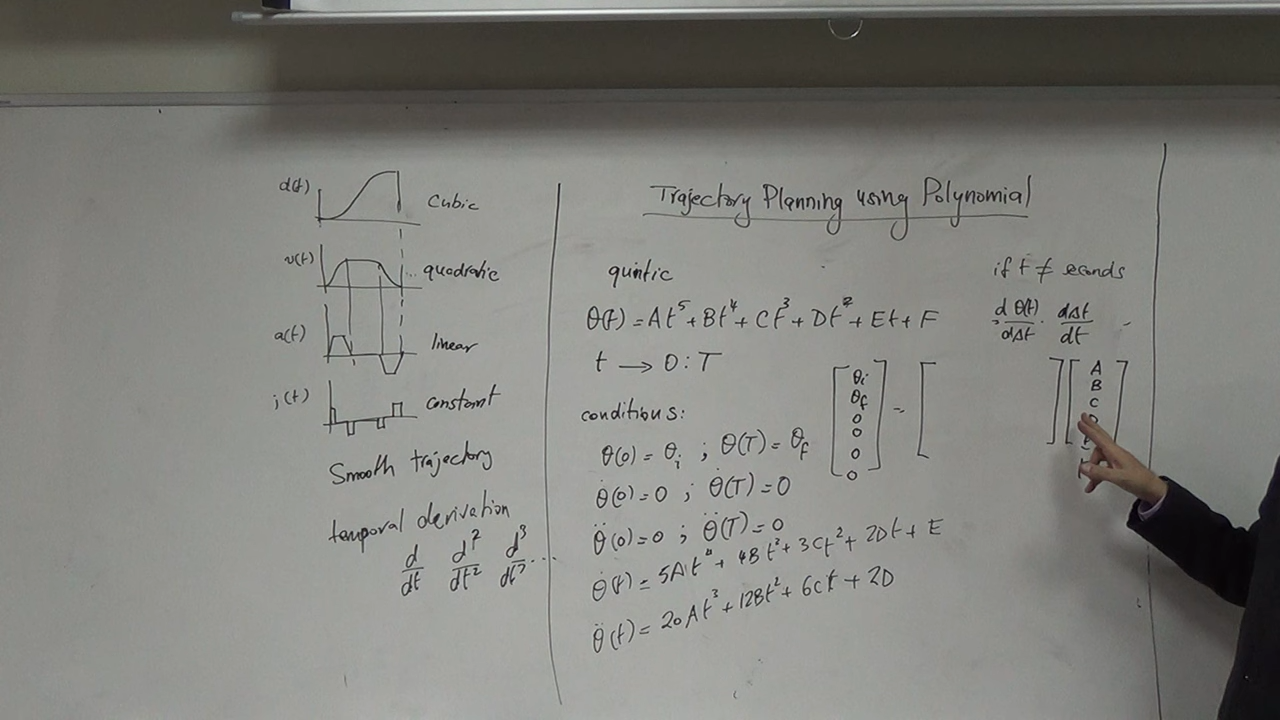 d(t) cubic
v(t) quadratic
a(t) linear
j(t) constant
Smooth trajectory
temporal derivation
d/dt d²/dt² d³/dt³ ...
Trajectory Planning using Polynomial
quintic
θ(t) = At⁵ + Bt⁴ + Ct³ + Dt² + Et + F
t → 0 : T
conditions:
θ(0) = θi ; θ(T) = θf
θ̇(0) = 0 ; θ̇(T) = 0
θ̈(0) = 0 ; θ̈(T) = 0
θ̇(t) = 5At⁴ + 4Bt³ + 3Ct² + 2Dt + E
θ̈(t) = 20At³ + 12Bt² + 6Ct + 2D
if t ≠ seconds
dθ(t)/dΔt · dΔt/dt
[θi θf 0 0 0 0] = [ ] [A B C D